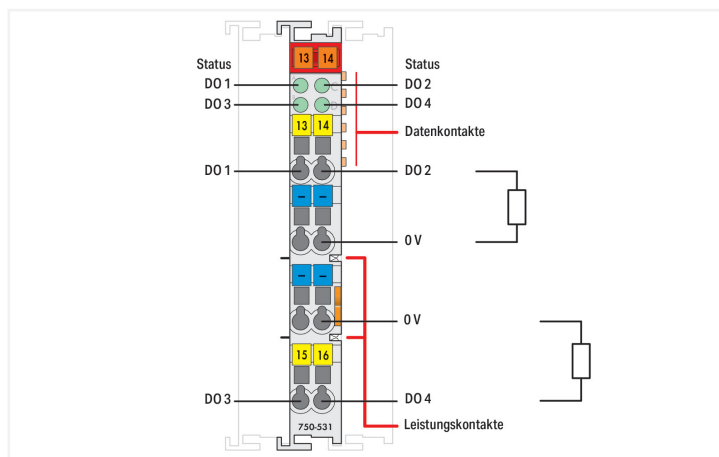 13 14
Status
Status
DO 1
DO 2
C
DO 3
DO 4
13 14
Datenkontakte
DO 1
DO 2
– –
0 V
– –
0 V
15 16
DO 3
DO 4
750-531
Leistungskontakte